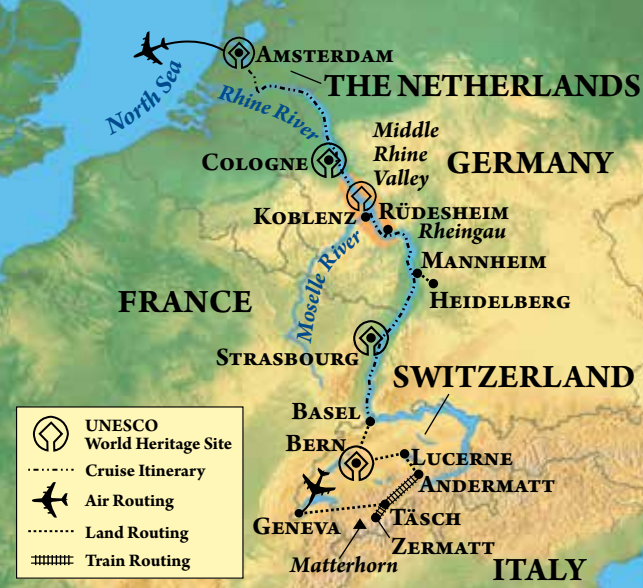 AMSTERDAM
THE NETHERLANDS
North Sea
Rhine River
Middle
Rhine
Valley
COLOGNE
GERMANY
KOBLENZ
RÜDESHEIM
Rheingau
Moselle River
MANNHEIM
HEIDELBERG
FRANCE
STRASBOURG
SWITZERLAND
BASEL
BERN
LUCERNE
ANDERMATT
GENEVA
TÄSCH
ZERMATT
Matterhorn
ITALY
UNESCO
World Heritage Site
Cruise Itinerary
Air Routing
Land Routing
Train Routing